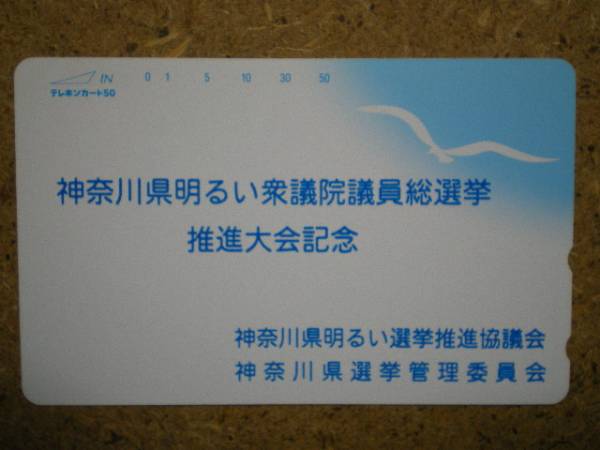 IN 0 1 5 10 30 50
テレホンカード50
神奈川県明るい衆議院議員総選挙
推進大会記念
神奈川県明るい選挙推進協議会
神奈川県選挙管理委員会